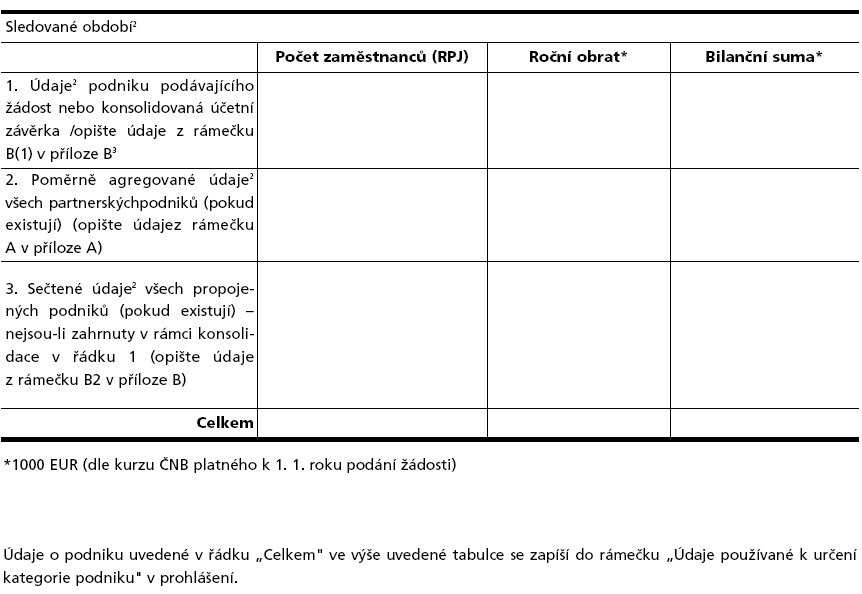 Sledované období²
Počet zaměstnanců (RPJ) Roční obrat* Bilanční suma*
1. Údaje² podniku podávajícího
žádost nebo konsolidovaná účetní
závěrka /opište údaje z rámečku
B(1) v příloze B³
2. Poměrně agregované údaje²
všech partnerskýchpodniků (pokud
existují) (opište údajez rámečku
A v příloze A)
3. Sečtené údaje² všech propoje-
ných podniků (pokud existují) –
nejsou-li zahrnuty v rámci konsoli-
dace v řádku 1 (opište údaje
z rámečku B2 v příloze B)
Celkem
*1000 EUR (dle kurzu ČNB platného k 1. 1. roku podání žádosti)
Údaje o podniku uvedené v řádku „Celkem" ve výše uvedené tabulce se zapíší do rámečku „Údaje používané k určení
kategorie podniku" v prohlášení.